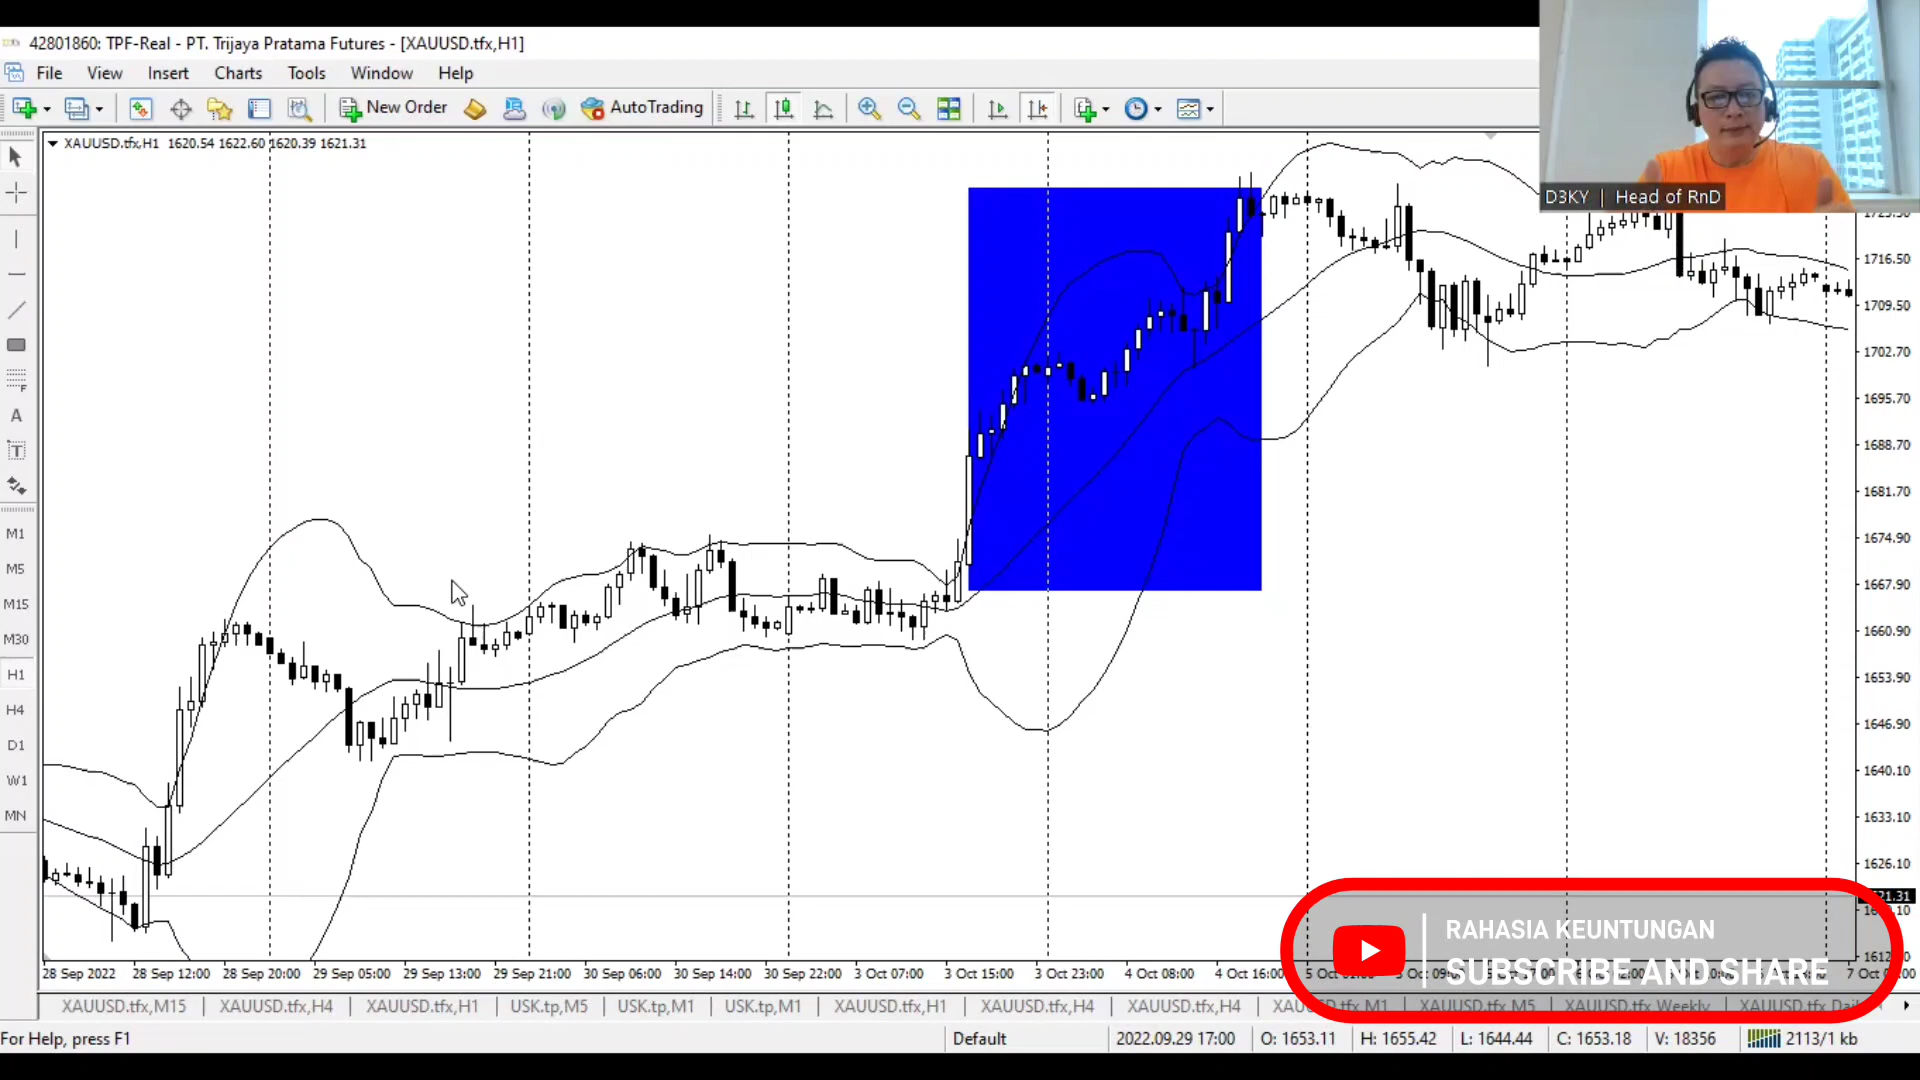 42801860: TPF-Real - PT. Trijaya Pratama Futures - [XAUUSD.tfx,H1]
File View Insert Charts Tools Window Help
New Order AutoTrading
XAUUSD.tfx,H1 1620.54 1622.60 1620.39 1621.31
D3KY | Head of RnD
1716.50
1709.50
1702.70
1695.70
1688.70
1681.70
1674.90
1667.90
1660.90
1653.90
1646.90
1640.10
1633.10
1626.10
A
T
M1
M5
M15
M30
H1
H4
D1
W1
MN
RAHASIA KEUNTUNGAN
SUBSCRIBE AND SHARE
28 Sep 2022 28 Sep 12:00 28 Sep 20:00 29 Sep 05:00 29 Sep 13:00 29 Sep 21:00 30 Sep 06:00 30 Sep 14:00 30 Sep 22:00 3 Oct 07:00 3 Oct 15:00 3 Oct 23:00 4 Oct 08:00 4 Oct 16:00
XAUUSD.tfx,M15 XAUUSD.tfx,H4 XAUUSD.tfx,H1 USK.tp,M5 USK.tp,M1 USK.tp,M1 XAUUSD.tfx,H1 XAUUSD.tfx,H4 XAUUSD.tfx,H4 XAUUSD.tfx,M1 XAUUSD.tfx,M5 XAUUSD.tfx,Weekly
For Help, press F1 Default 2022.09.29 17:00 O: 1653.11 H: 1655.42 L: 1644.44 C: 1653.18 V: 18356 2113/1 kb